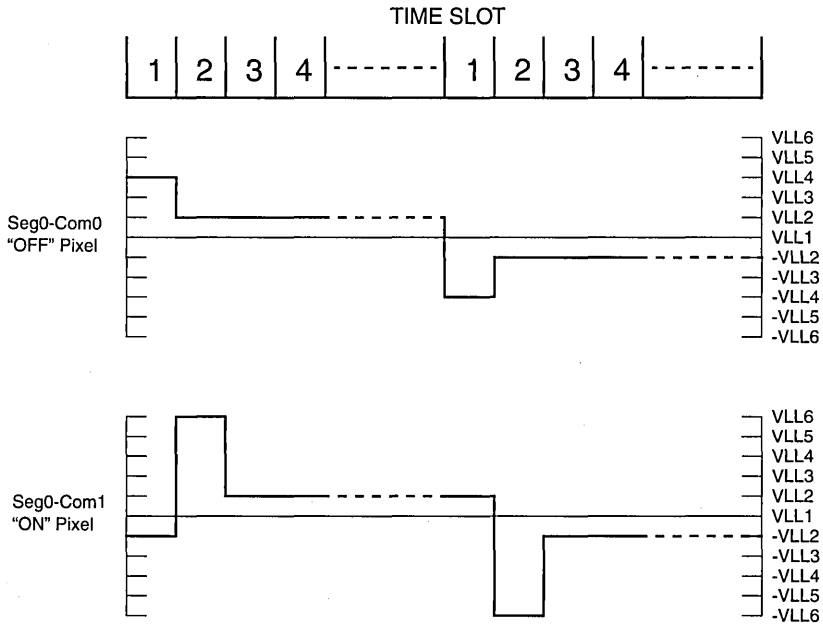 TIME SLOT
1 2 3 4 1 2 3 4
VLL6
VLL5
VLL4
VLL3
VLL2
VLL1
-VLL2
-VLL3
-VLL4
-VLL5
-VLL6
Seg0-Com0
“OFF” Pixel
VLL6
VLL5
VLL4
VLL3
VLL2
VLL1
-VLL2
-VLL3
-VLL4
-VLL5
-VLL6
Seg0-Com1
“ON” Pixel